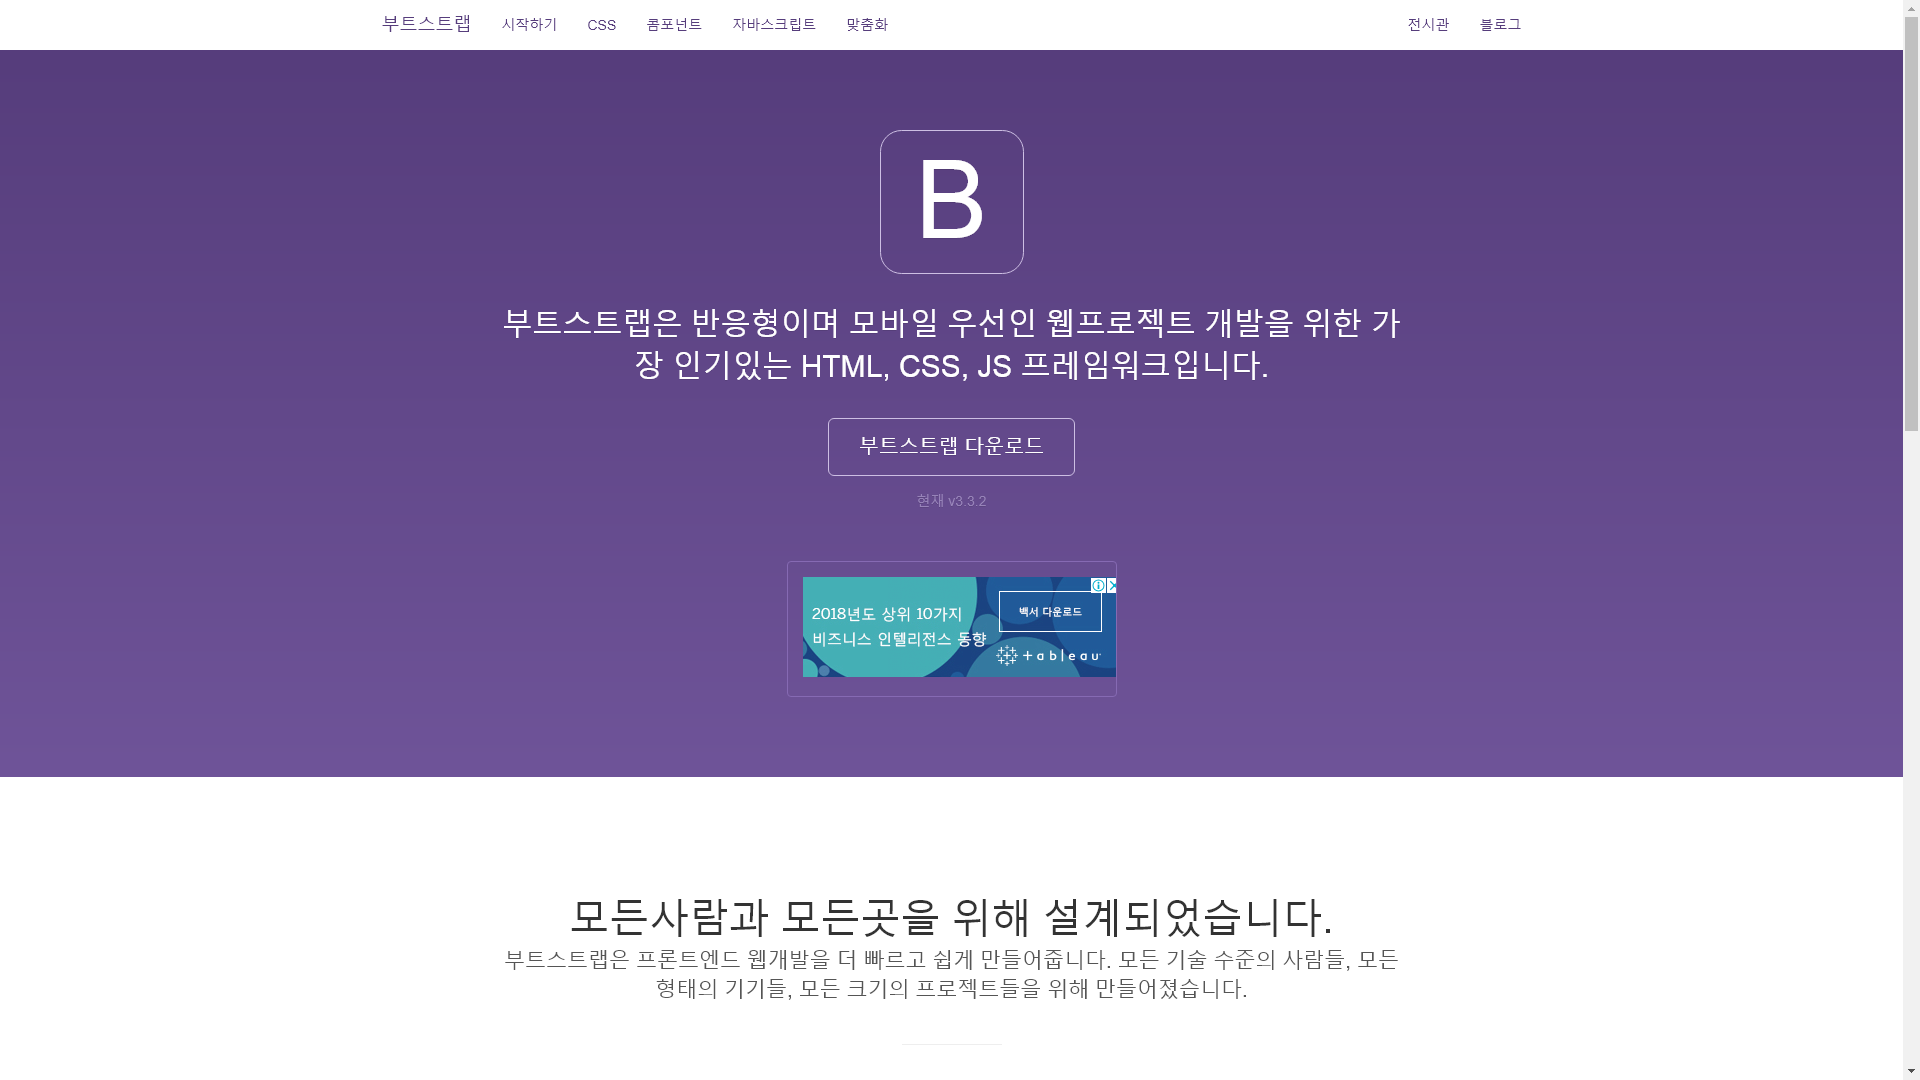 부트스트랩 시작하기 CSS 콤포넌트 자바스크립트 맞춤화 전시관 블로그
B
부트스트랩은 반응형이며 모바일 우선인 웹프로젝트 개발을 위한 가
장 인기있는 HTML, CSS, JS 프레임워크입니다.
부트스트랩 다운로드
현재 v3.3.2
2018년도 상위 10가지
비즈니스 인텔리전스 동향
백서 다운로드
+ableau
모든사람과 모든곳을 위해 설계되었습니다.
부트스트랩은 프론트엔드 웹개발을 더 빠르고 쉽게 만들어줍니다. 모든 기술 수준의 사람들, 모든
형태의 기기들, 모든 크기의 프로젝트들을 위해 만들어졌습니다.